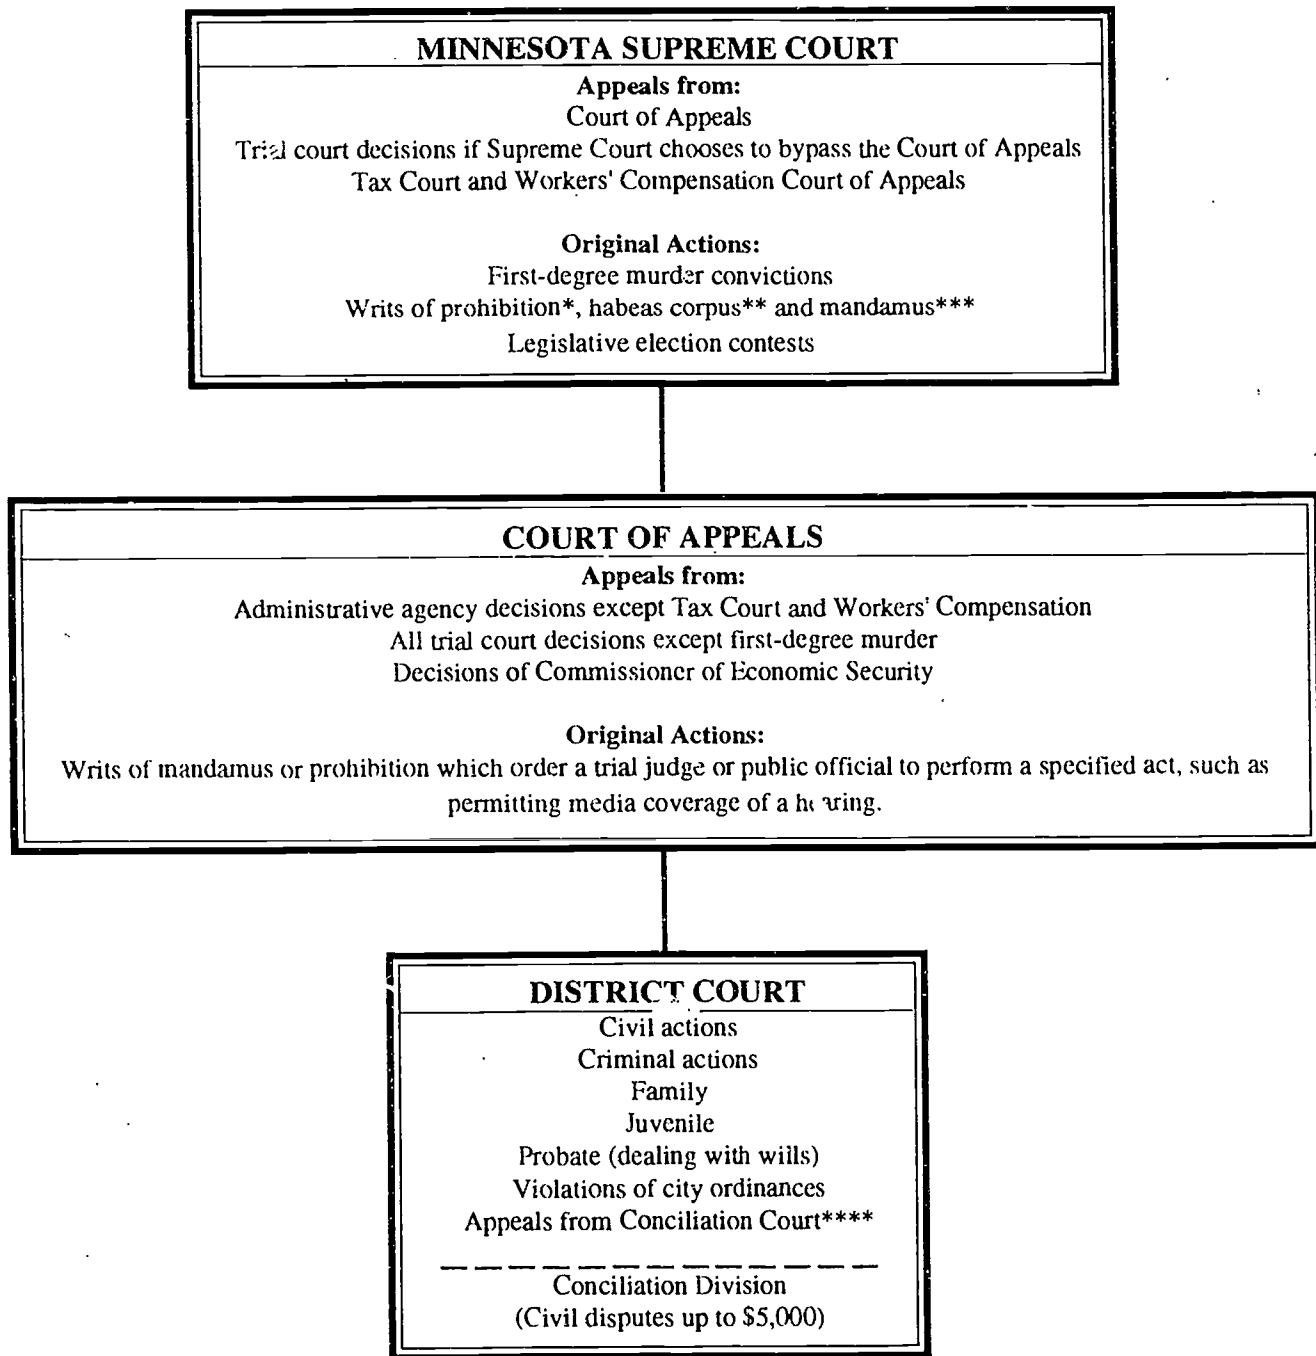 MINNESOTA SUPREME COURT
Appeals from:
Court of Appeals
Trial court decisions if Supreme Court chooses to bypass the Court of Appeals
Tax Court and Workers' Compensation Court of Appeals
Original Actions:
First-degree murder convictions
Writs of prohibition*, habeas corpus** and mandamus***
Legislative election contests
COURT OF APPEALS
Appeals from:
Administrative agency decisions except Tax Court and Workers' Compensation
All trial court decisions except first-degree murder
Decisions of Commissioner of Economic Security
Original Actions:
Writs of mandamus or prohibition which order a trial judge or public official to perform a specified act, such as
permitting media coverage of a hearing.
DISTRICT COURT
Civil actions
Criminal actions
Family
Juvenile
Probate (dealing with wills)
Violations of city ordinances
Appeals from Conciliation Court****
Conciliation Division
(Civil disputes up to $5,000)